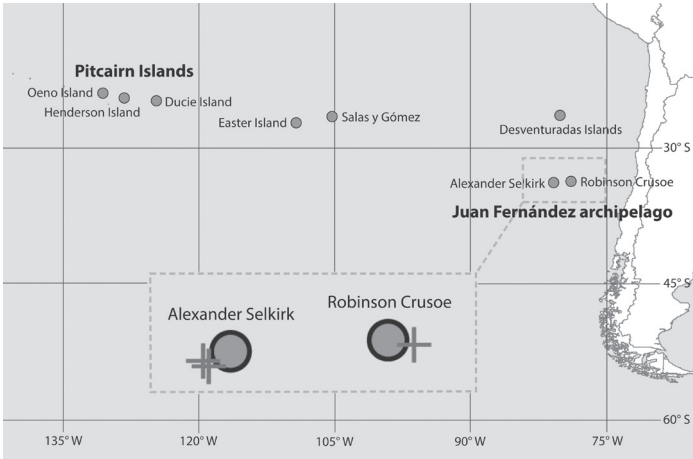 Pitcairn Islands
Oeno Island
Henderson Island
Ducie Island
Easter Island
Salas y Gómez
Desventuradas Islands
30° S
Alexander Selkirk
Robinson Crusoe
Juan Fernández archipelago
45° S
Alexander Selkirk
Robinson Crusoe
60° S
135° W
120° W
105° W
90° W
75° W